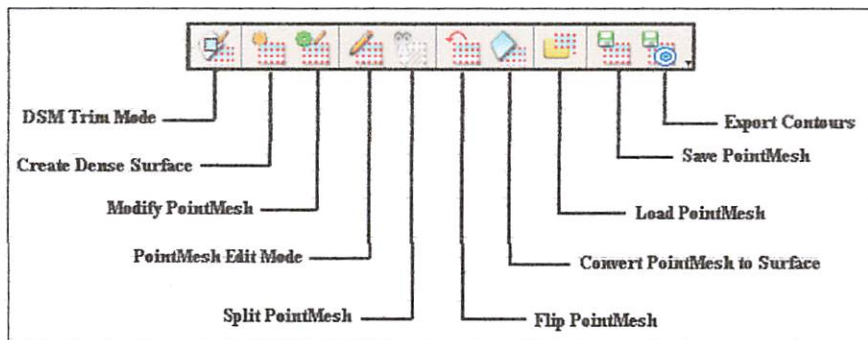 DSM Trim Mode
Create Dense Surface
Modify PointMesh
PointMesh Edit Mode
Split PointMesh
Export Contours
Save PointMesh
Load PointMesh
Convert PointMesh to Surface
Flip PointMesh